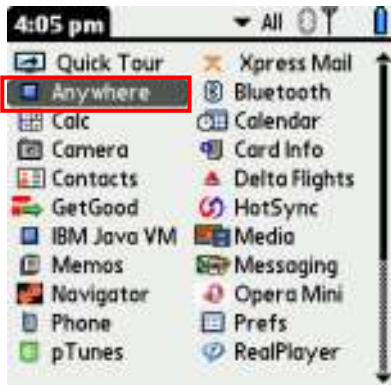 4:05 pm All
Quick Tour Xpress Mail
Anywhere Bluetooth
Calc Calendar
Camera Card Info
Contacts Delta Flights
GetGood HotSync
IBM Java VM Media
Memos Messaging
Navigator Opera Mini
Phone Prefs
pTunes RealPlayer